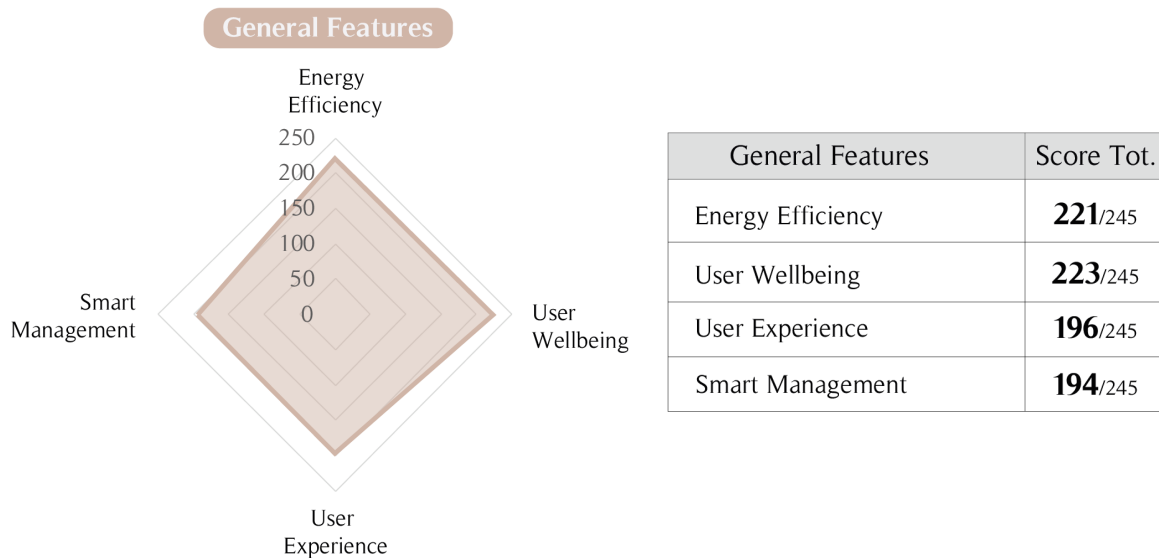 General Features
Energy
Efficiency
250
200
150
100
50
0
Smart
Management
User
Wellbeing
User
Experience
General Features Score Tot.
Energy Efficiency 221/245
User Wellbeing 223/245
User Experience 196/245
Smart Management 194/245